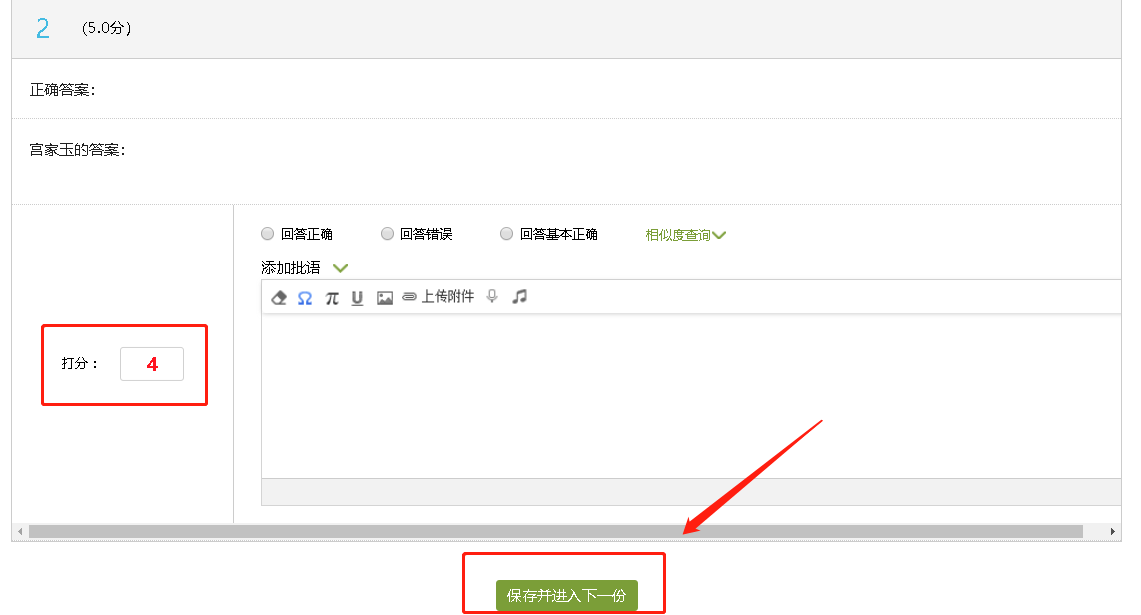 2 (5.0分)
正确答案:
宫家玉的答案:
回答正确 回答错误 回答基本正确 相似度查询
添加批语
Ω π U 上传附件
打分： 4
保存并进入下一份